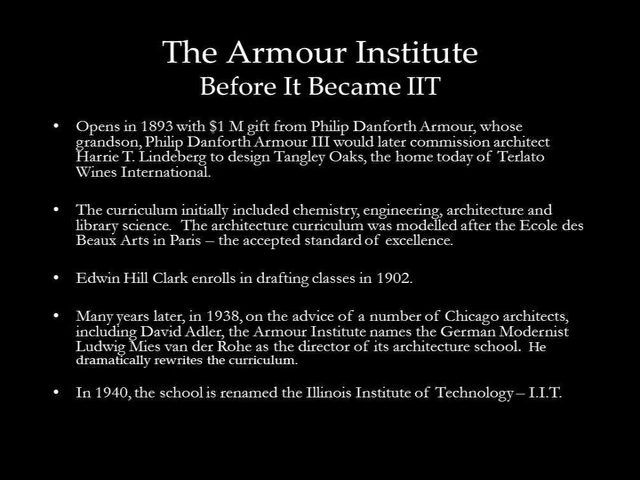 The Armour Institute
Before It Became IIT
• Opens in 1893 with $1 M gift from Philip Danforth Armour, whose
grandson, Philip Danforth Armour III would later commission architect
Harrie T. Lindeberg to design Tangley Oaks, the home today of Terlato
Wines International.
• The curriculum initially included chemistry, engineering, architecture and
library science.  The architecture curriculum was modelled after the Ecole des
Beaux Arts in Paris – the accepted standard of excellence.
• Edwin Hill Clark enrolls in drafting classes in 1902.
• Many years later, in 1938, on the advice of a number of Chicago architects,
including David Adler, the Armour Institute names the German Modernist
Ludwig Mies van der Rohe as the director of its architecture school.  He
dramatically rewrites the curriculum.
• In 1940, the school is renamed the Illinois Institute of Technology – I.I.T.